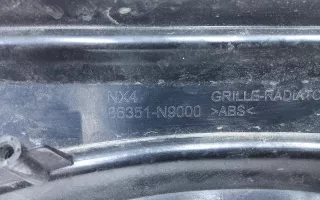 NX4
86351-N9000
GRILLE-RADIATO
>ABS<